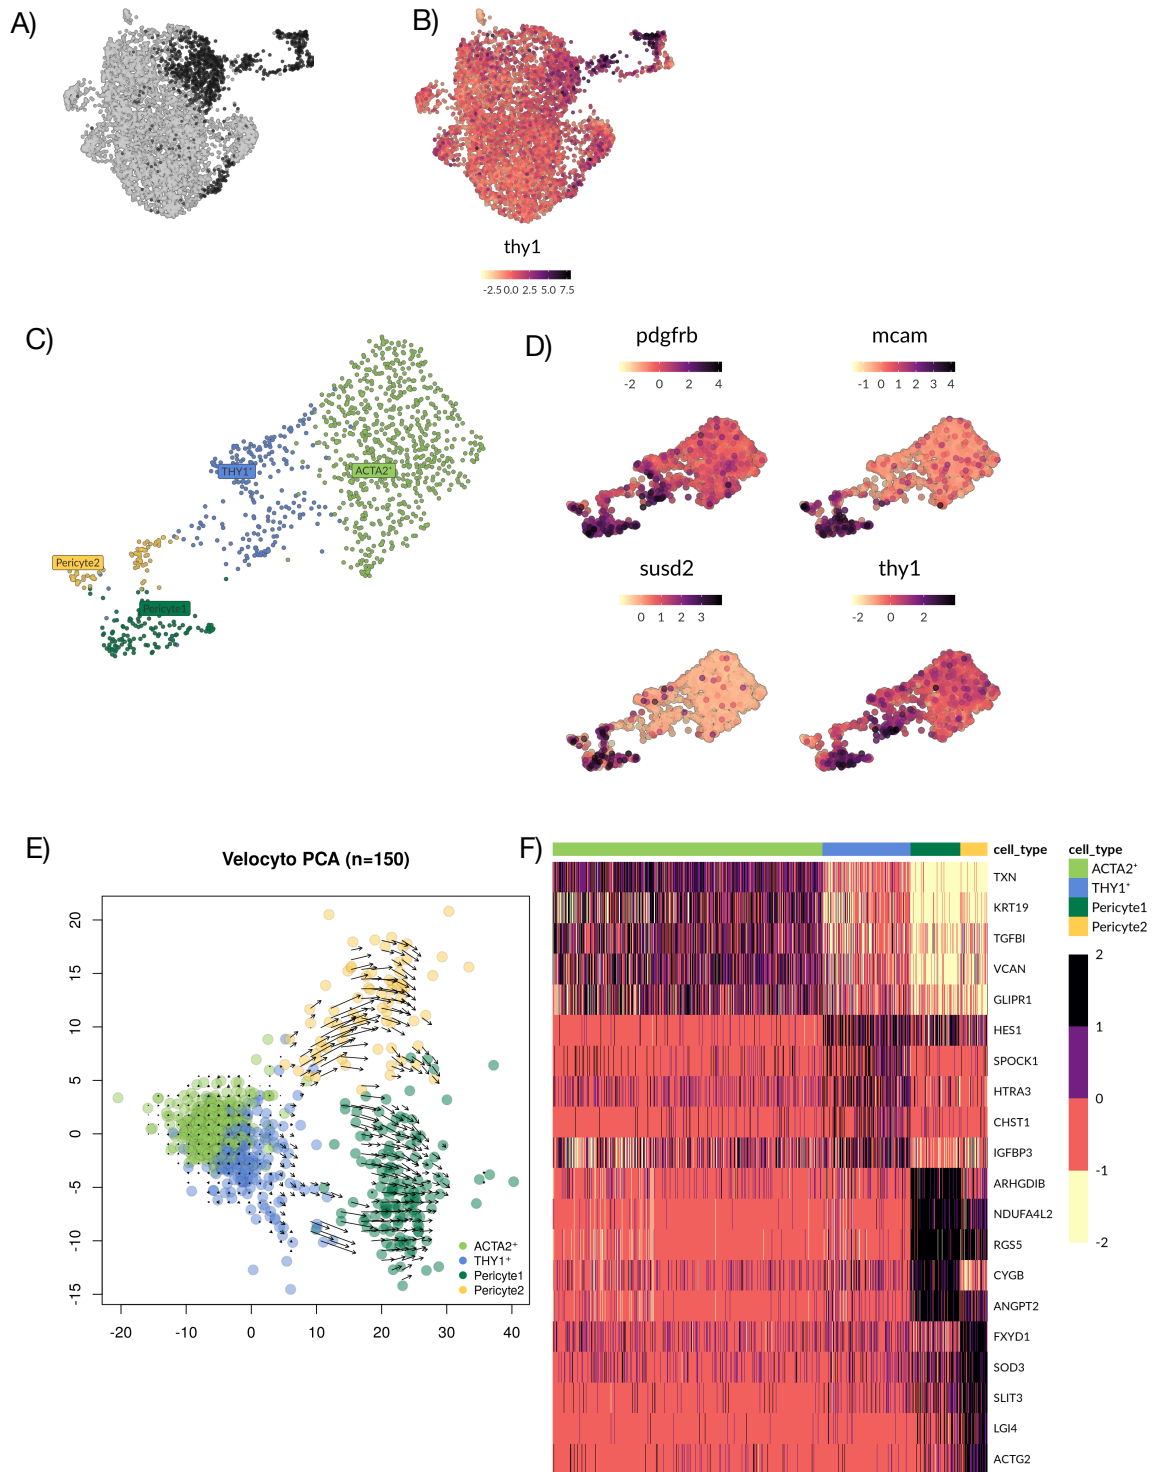 A)
B)
thy1
-2.5 0.0 2.5 5.0 7.5
C)
THY1⁺
ACTA2⁺
Pericyte2
Pericyte1
D)
pdgfrb
-2 0 2 4
mcam
-1 0 1 2 3 4
susd2
0 1 2 3
thy1
-2 0 2
E)
Velocyto PCA (n=150)
20
15
10
5
0
-5
-10
-15
-20 -10 0 10 20 30 40
ACTA2⁺
THY1⁺
Pericyte1
Pericyte2
F)
cell_type
TXN
KRT19
TGFBI
VCAN
GLIPR1
HES1
SPOCK1
HTRA3
CHST1
IGFBP3
ARHGDIB
NDUFA4L2
RGS5
CYGB
ANGPT2
FXYD1
SOD3
SLIT3
LGI4
ACTG2
cell_type
ACTA2⁺
THY1⁺
Pericyte1
Pericyte2
2
1
0
-1
-2